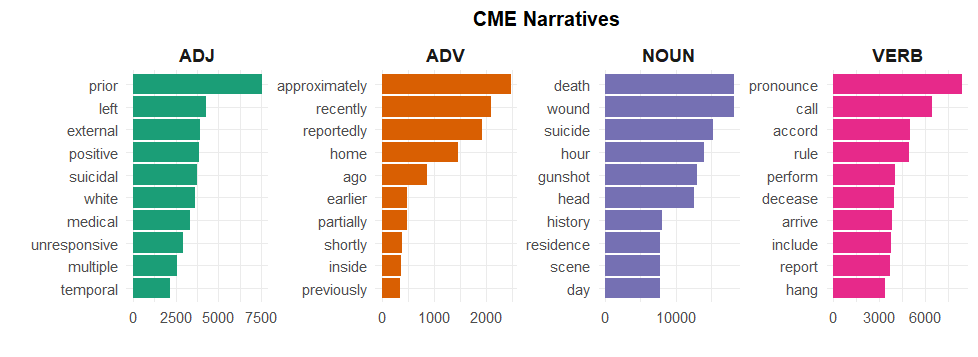 CME Narratives
ADJ
prior
left
external
positive
suicidal
white
medical
unresponsive
multiple
temporal
0 2500 5000 7500
ADV
approximately
recently
reportedly
home
ago
earlier
partially
shortly
inside
previously
0 1000 2000
NOUN
death
wound
suicide
hour
gunshot
head
history
residence
scene
day
0 10000
VERB
pronounce
call
accord
rule
perform
decease
arrive
include
report
hang
0 3000 6000